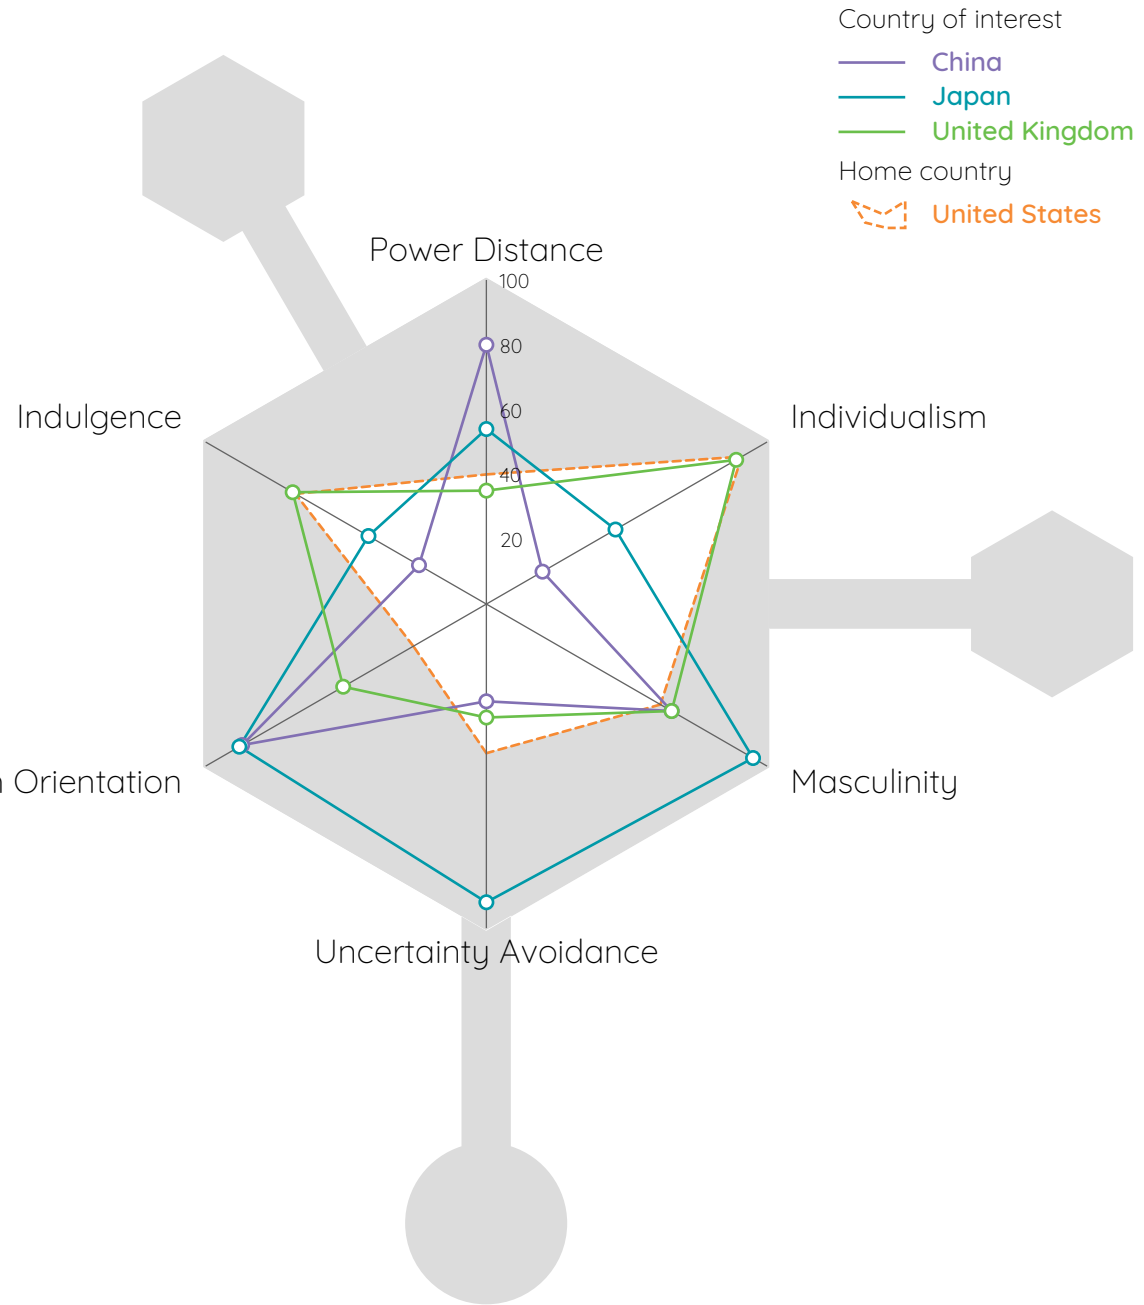 Country of interest
China
Japan
United Kingdom
Home country
United States
Power Distance
100
80
60
40
20
Indulgence
Individualism
Orientation
Masculinity
Uncertainty Avoidance